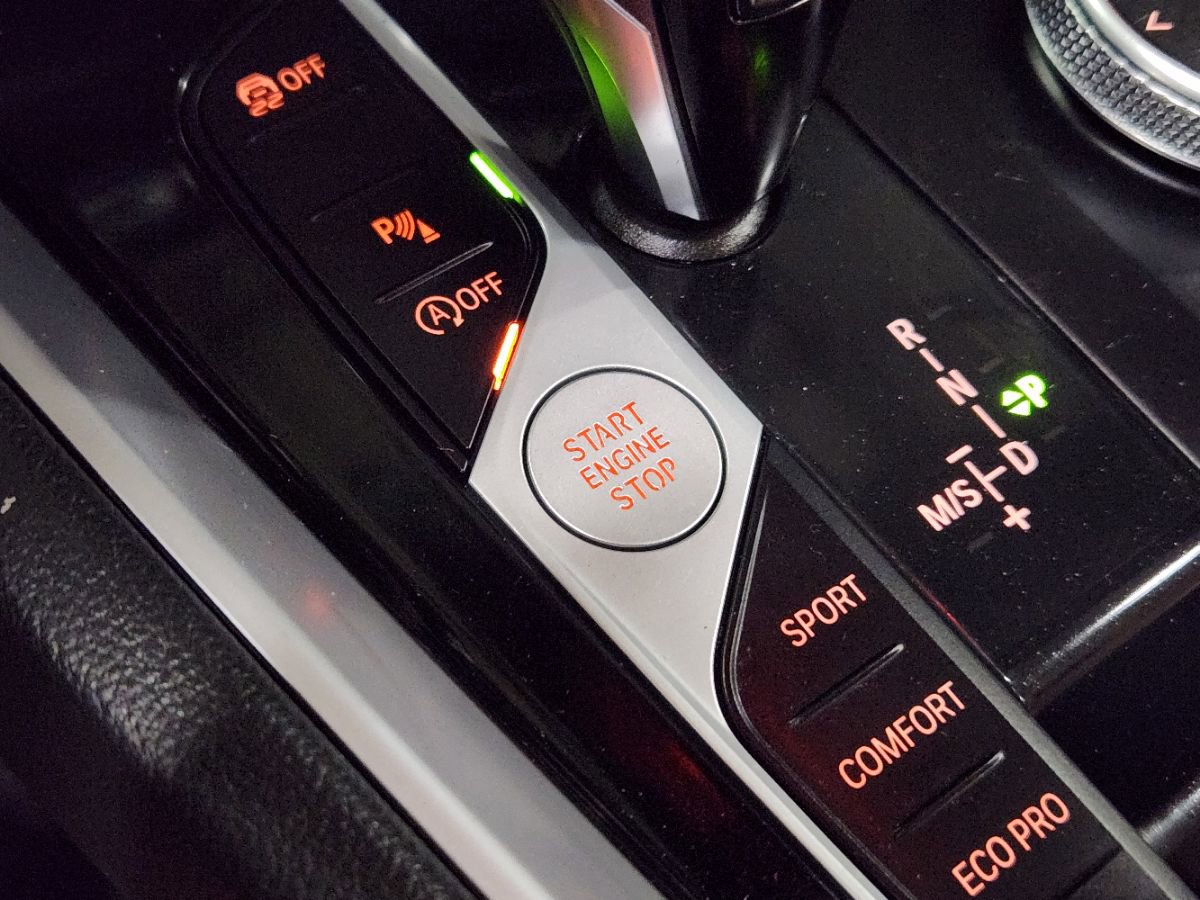 OFF
P
A OFF
START
ENGINE
STOP
R
N
P
D
M/S
+
SPORT
COMFORT
ECO PRO